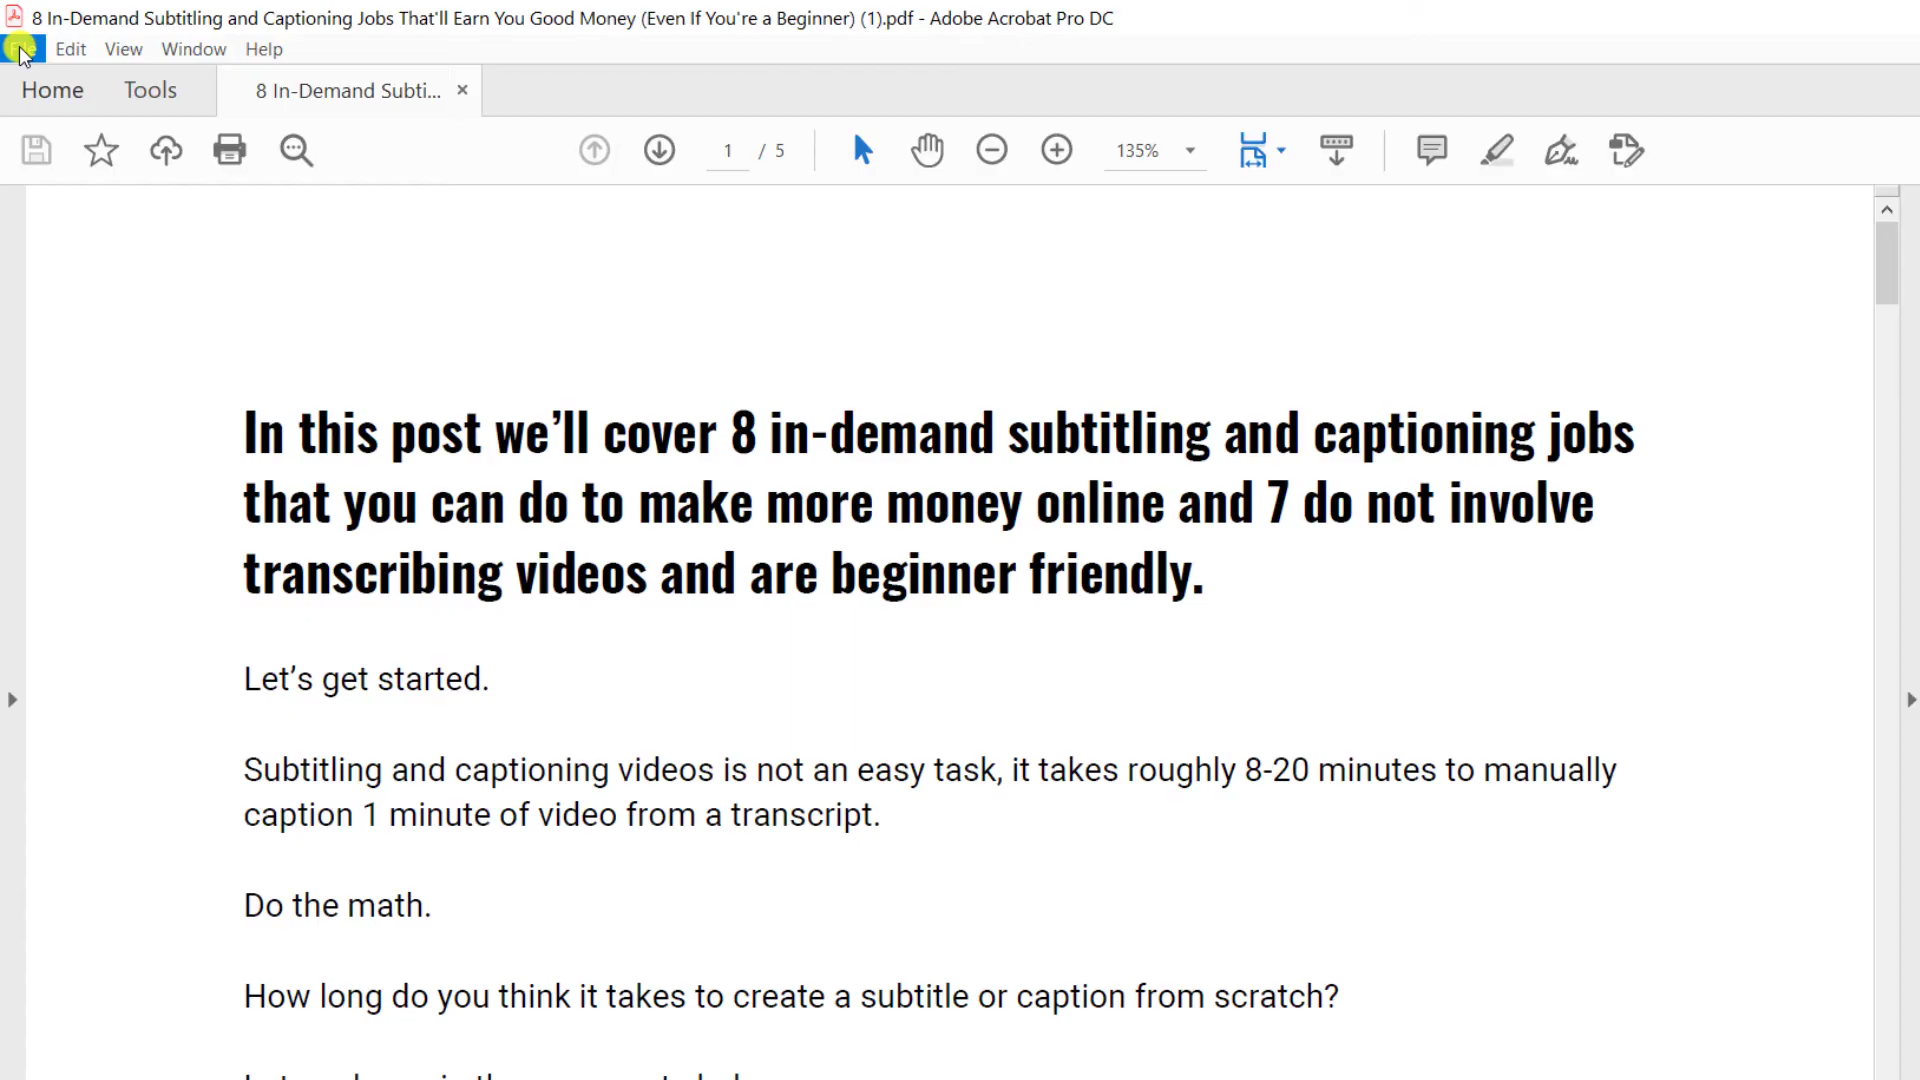 8 In-Demand Subtitling and Captioning Jobs That'll Earn You Good Money (Even If You're a Beginner) (1).pdf - Adobe Acrobat Pro DC
File Edit View Window Help
Home Tools 8 In-Demand Subti... ×
1 / 5 135%
In this post we’ll cover 8 in-demand subtitling and captioning jobs
that you can do to make more money online and 7 do not involve
transcribing videos and are beginner friendly.
Let’s get started.
Subtitling and captioning videos is not an easy task, it takes roughly 8-20 minutes to manually
caption 1 minute of video from a transcript.
Do the math.
How long do you think it takes to create a subtitle or caption from scratch?